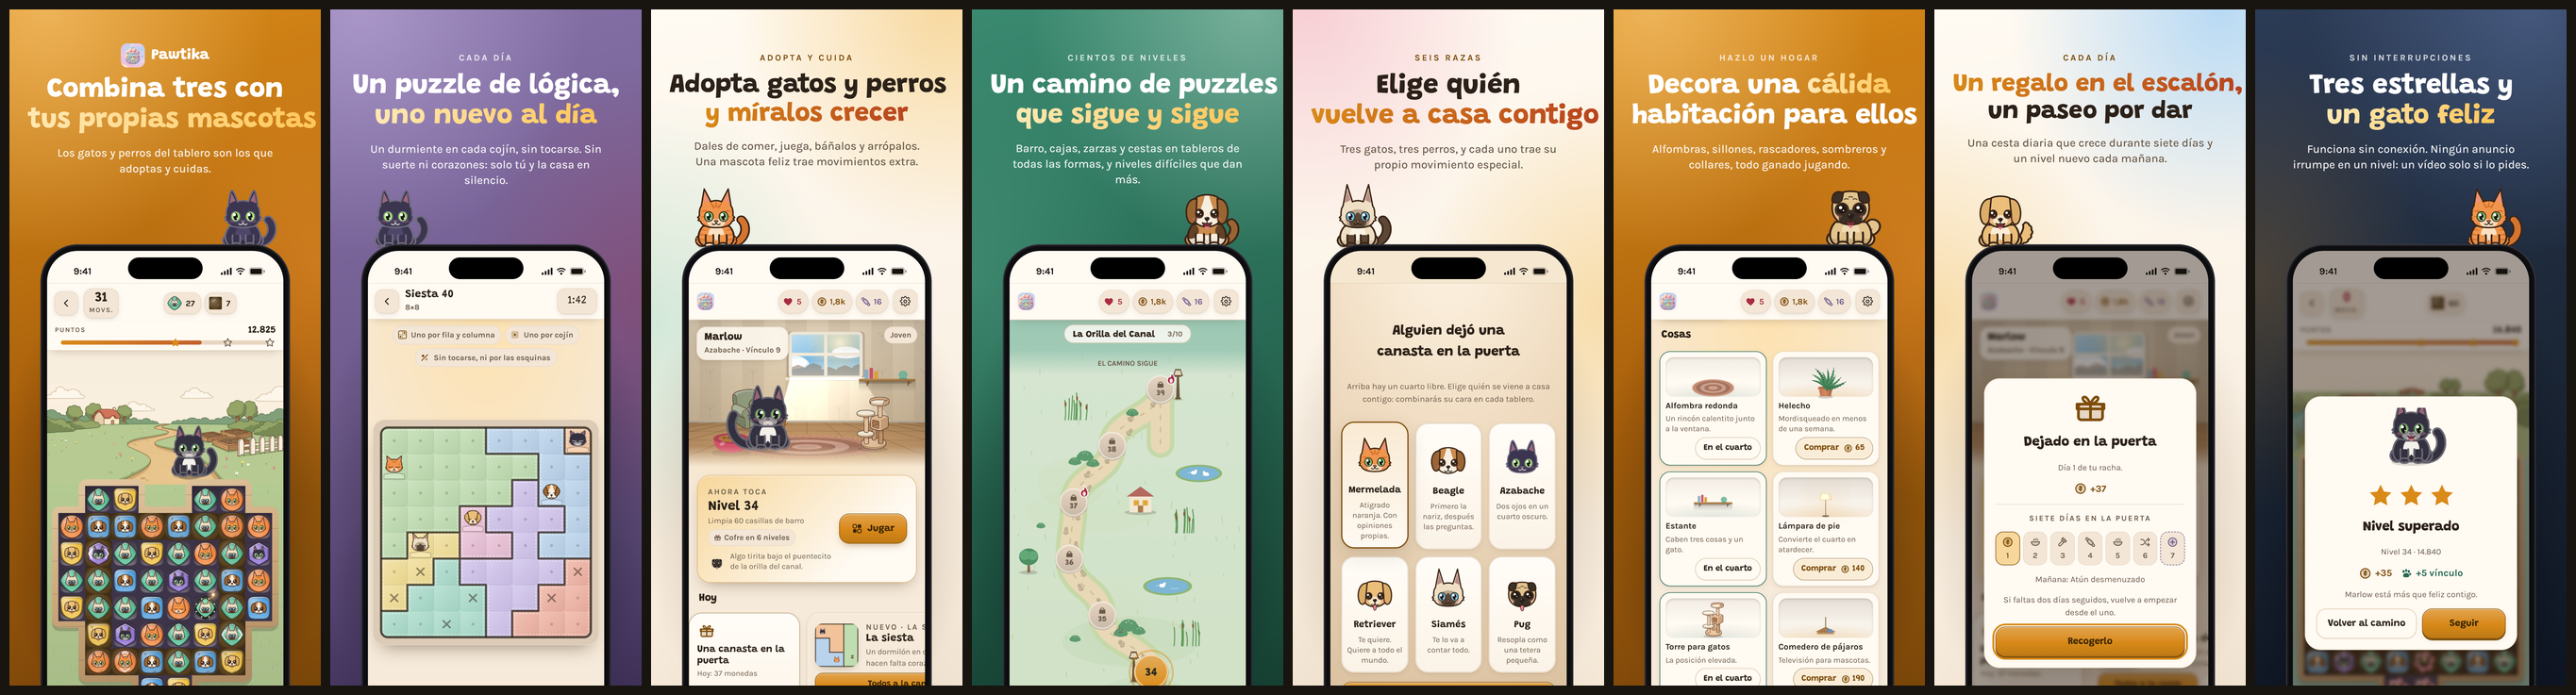 Pawtika
Combina tres con
tus propias mascotas
Los gatos y perros del tablero son los que
adoptas y cuidas.
9:41
31
MOVS.
27
7
PUNTOS
12.825
CADA DÍA
Un puzzle de lógica,
uno nuevo al día
Un durmiente en cada cojín, sin tocarse. Sin
suerte ni corazones: solo tú y la casa en
silencio.
9:41
Siesta 40
8×8
1:42
Uno por fila y columna
Uno por cojín
Sin tocarse, ni por las esquinas
ADOPTA Y CUIDA
Adopta gatos y perros
y míralos crecer
Dales de comer, juega, báñalos y arrópalos.
Una mascota feliz trae movimientos extra.
9:41
5
1,8k
16
Marlow
Azabache · Vínculo 9
Joven
AHORA TOCA
Nivel 34
Limpia 60 casillas de barro
Cofre en 6 niveles
Jugar
Algo tirita bajo el puentecito
de la orilla del canal.
Hoy
Una canasta en la
puerta
Hoy: 37 monedas
NUEVO · LA S
La siesta
Un dormilón en c
hacen falta coraz
Todos a la cam
CIENTOS DE NIVELES
Un camino de puzzles
que sigue y sigue
Barro, cajas, zarzas y cestas en tableros de
todas las formas, y niveles difíciles que dan
más.
9:41
5
1,8k
16
La Orilla del Canal
3/10
EL CAMINO SIGUE
39
38
37
36
35
34
SEIS RAZAS
Elige quién
vuelve a casa contigo
Tres gatos, tres perros, y cada uno trae su
propio movimiento especial.
9:41
Alguien dejó una
canasta en la puerta
Arriba hay un cuarto libre. Elige quién se viene a casa
contigo: combinarás su cara en cada tablero.
Mermelada
Atigrado
naranja. Con
opiniones
propias.
Beagle
Primero la
nariz, después
las preguntas.
Azabache
Dos ojos en un
cuarto oscuro.
Retriever
Te quiere.
Quiere a todo el
mundo.
Siamés
Te lo va a
contar todo.
Pug
Resopla como
una tetera
pequeña.
HAZLO UN HOGAR
Decora una cálida
habitación para ellos
Alfombras, sillones, rascadores, sombreros y
collares, todo ganado jugando.
9:41
5
1,8k
16
Cosas
Alfombra redonda
Un rincón calentito junto
a la ventana.
En el cuarto
Helecho
Mordisqueado en menos
de una semana.
Comprar 65
Estante
Caben tres cosas y un
gato.
En el cuarto
Lámpara de pie
Convierte el cuarto en
atardecer.
Comprar 140
Torre para gatos
La posición elevada.
En el cuarto
Comedero de pájaros
Televisión para mascotas.
Comprar 190
CADA DÍA
Un regalo en el escalón,
un paseo por dar
Una cesta diaria que crece durante siete días y
un nivel nuevo cada mañana.
9:41
Marlow
Azabache · Vínculo 9
Joven
Dejado en la puerta
Día 1 de tu racha.
+37
SIETE DÍAS EN LA PUERTA
1 2 3 4 5 6 7
Mañana: Atún desmenuzado
Si faltas dos días seguidos, vuelve a empezar
desde el uno.
Recogerlo
SIN INTERRUPCIONES
Tres estrellas y
un gato feliz
Funciona sin conexión. Ningún anuncio
irrumpe en un nivel: un vídeo solo si lo pides.
9:41
Nivel superado
Nivel 34 · 14.840
+35
+5 vínculo
Marlow está más que feliz contigo.
Volver al camino
Seguir